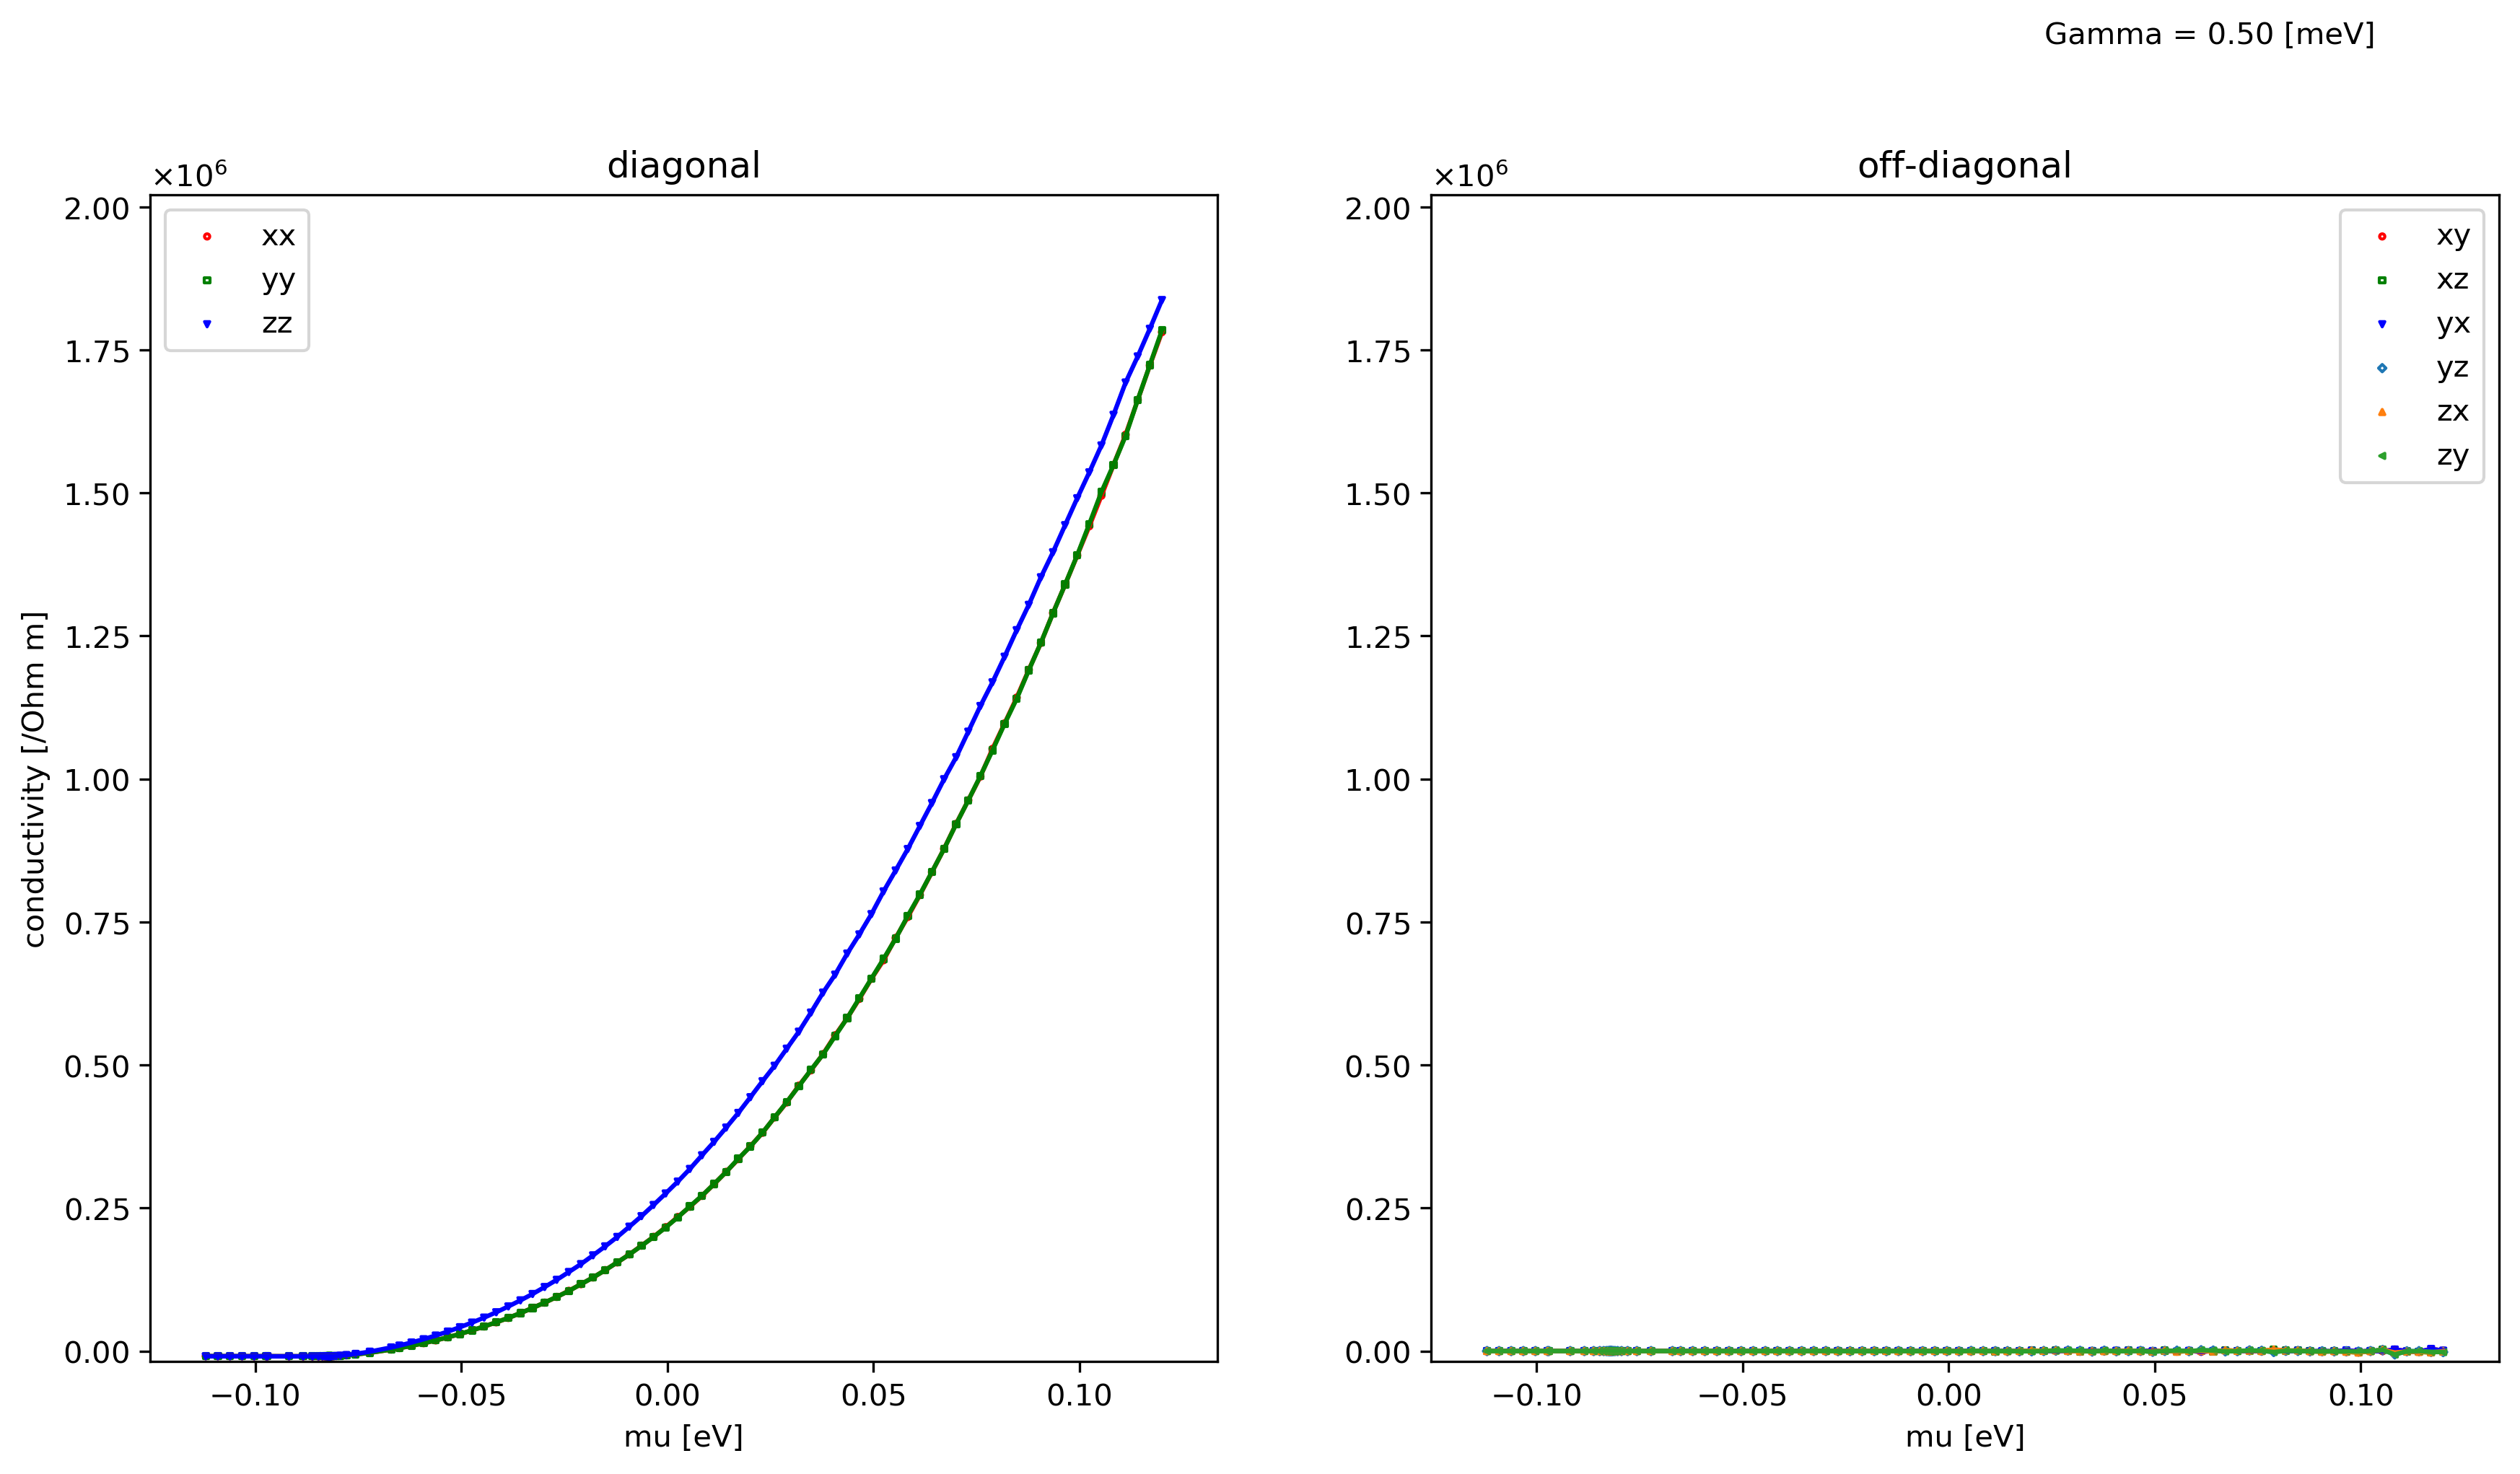 Gamma = 0.50 [meV]
diagonal
×10⁶
2.00
1.75
1.50
1.25
1.00
0.75
0.50
0.25
0.00
conductivity [/Ohm m]
xx
yy
zz
−0.10
−0.05
0.00
0.05
0.10
mu [eV]
off-diagonal
×10⁶
2.00
1.75
1.50
1.25
1.00
0.75
0.50
0.25
0.00
xy
xz
yx
yz
zx
zy
−0.10
−0.05
0.00
0.05
0.10
mu [eV]